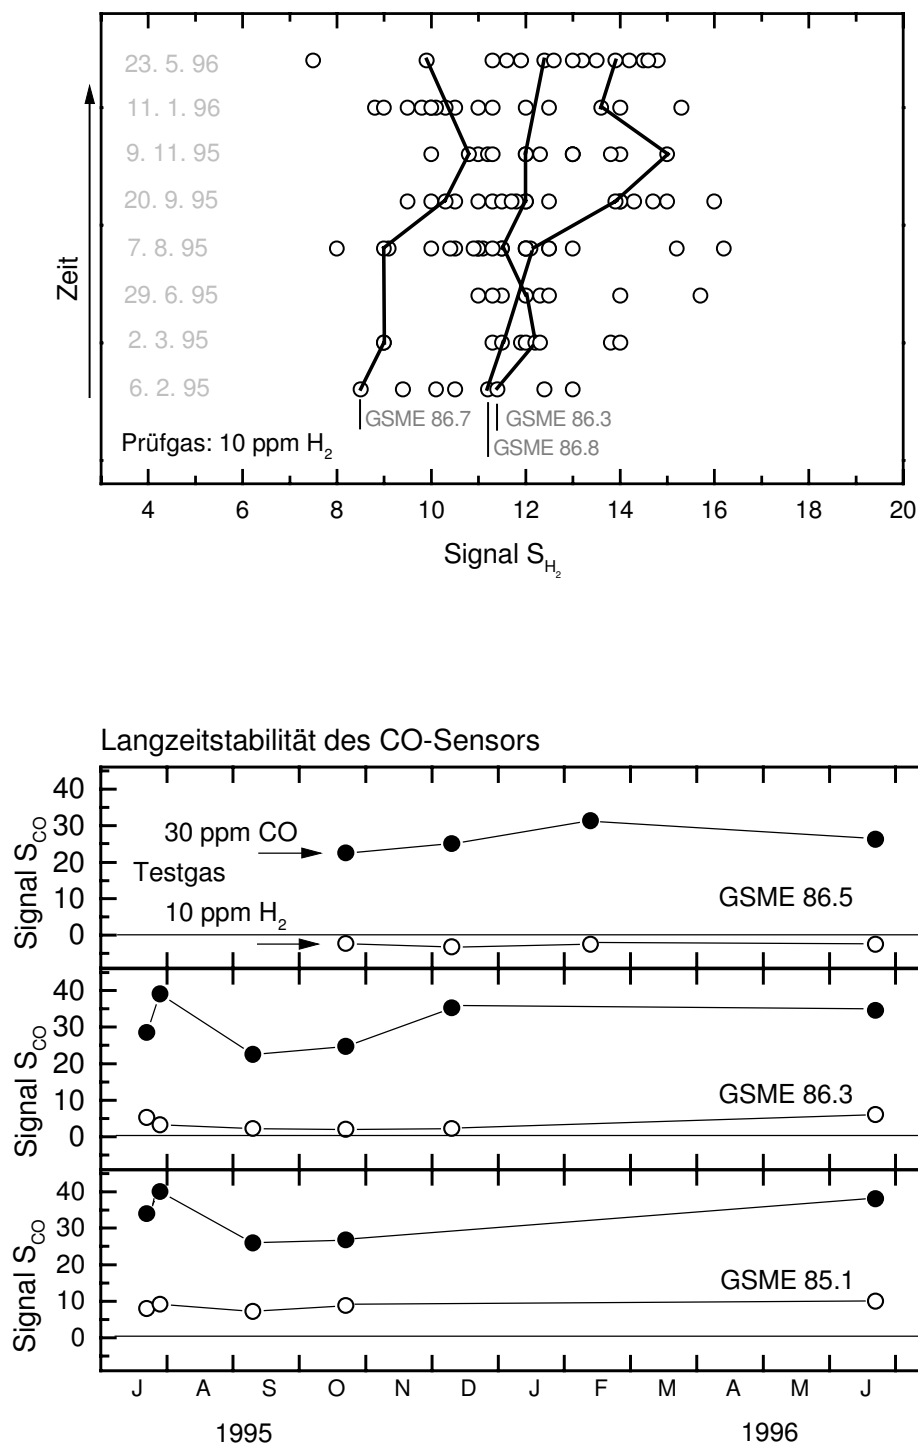 23. 5. 96
11. 1. 96
9. 11. 95
20. 9. 95
7. 8. 95
29. 6. 95
2. 3. 95
6. 2. 95
Zeit
GSME 86.7
GSME 86.3
GSME 86.8
Prüfgas: 10 ppm H₂
4 6 8 10 12 14 16 18 20
Signal S_H₂
Langzeitstabilität des CO-Sensors
Signal S_CO
40
30
20
10
0
30 ppm CO
Testgas
10 ppm H₂
GSME 86.5
Signal S_CO
40
30
20
10
0
GSME 86.3
Signal S_CO
40
30
20
10
0
GSME 85.1
J A S O N D J F M A M J
1995 1996